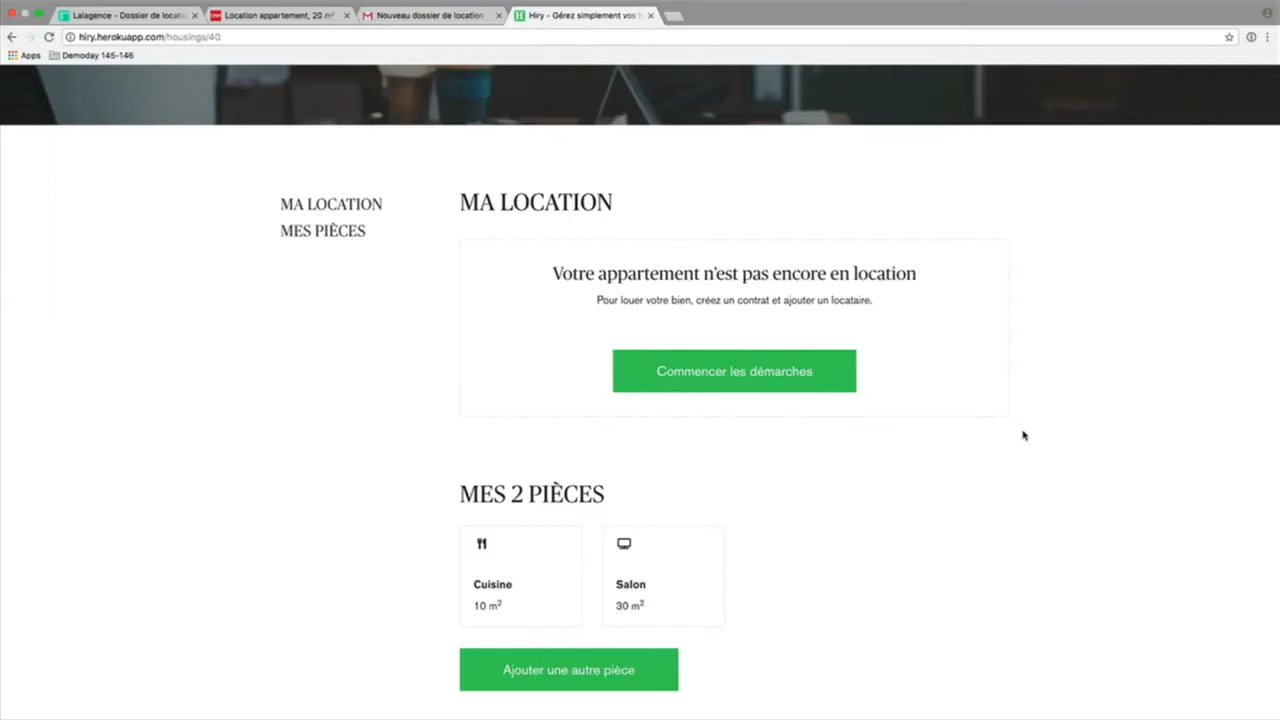 Lalagence - Dossier de locati
Location appartement, 20 m²
Nouveau dossier de location
Hiry - Gérez simplement vos
hiry.herokuapp.com/housings/40
Apps
Demoday 145-146
MA LOCATION
MES PIÈCES
MA LOCATION
Votre appartement n'est pas encore en location
Pour louer votre bien, créez un contrat et ajouter un locataire.
Commencer les démarches
MES 2 PIÈCES
Cuisine
10 m²
Salon
30 m²
Ajouter une autre pièce